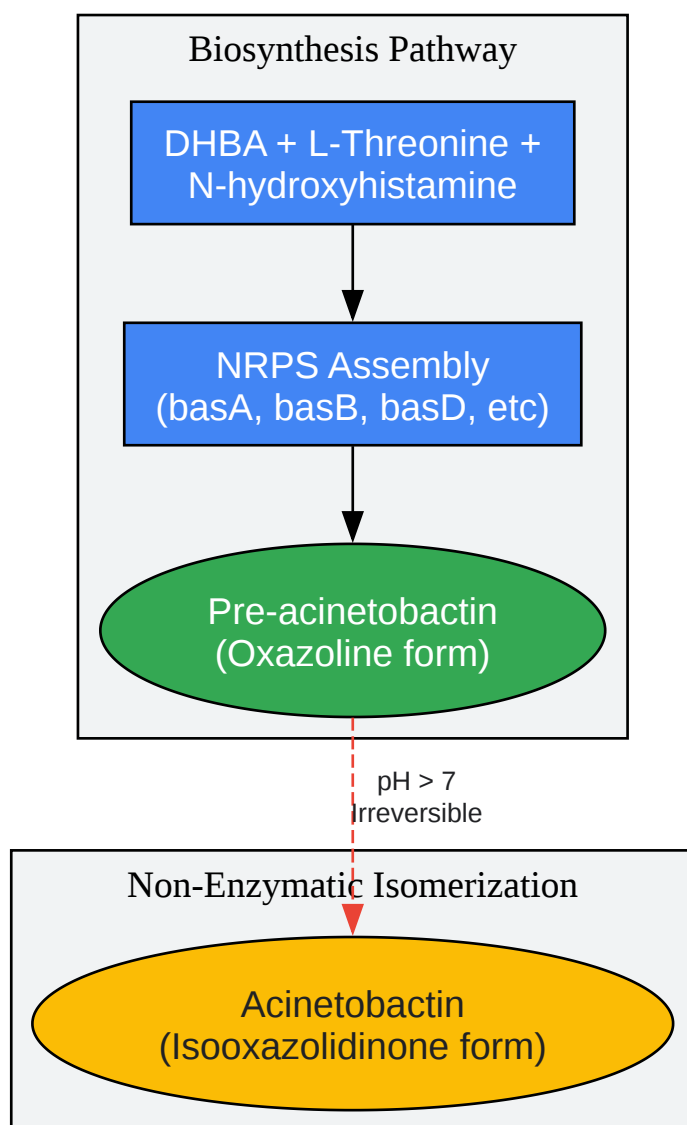 Biosynthesis Pathway
DHBA + L-Threonine +
N-hydroxyhistamine
NRPS Assembly
(basA, basB, basD, etc)
Pre-acinetobactin
(Oxazoline form)
pH > 7
Irreversible
Non-Enzymatic Isomerization
Acinetobactin
(Isooxazolidinone form)